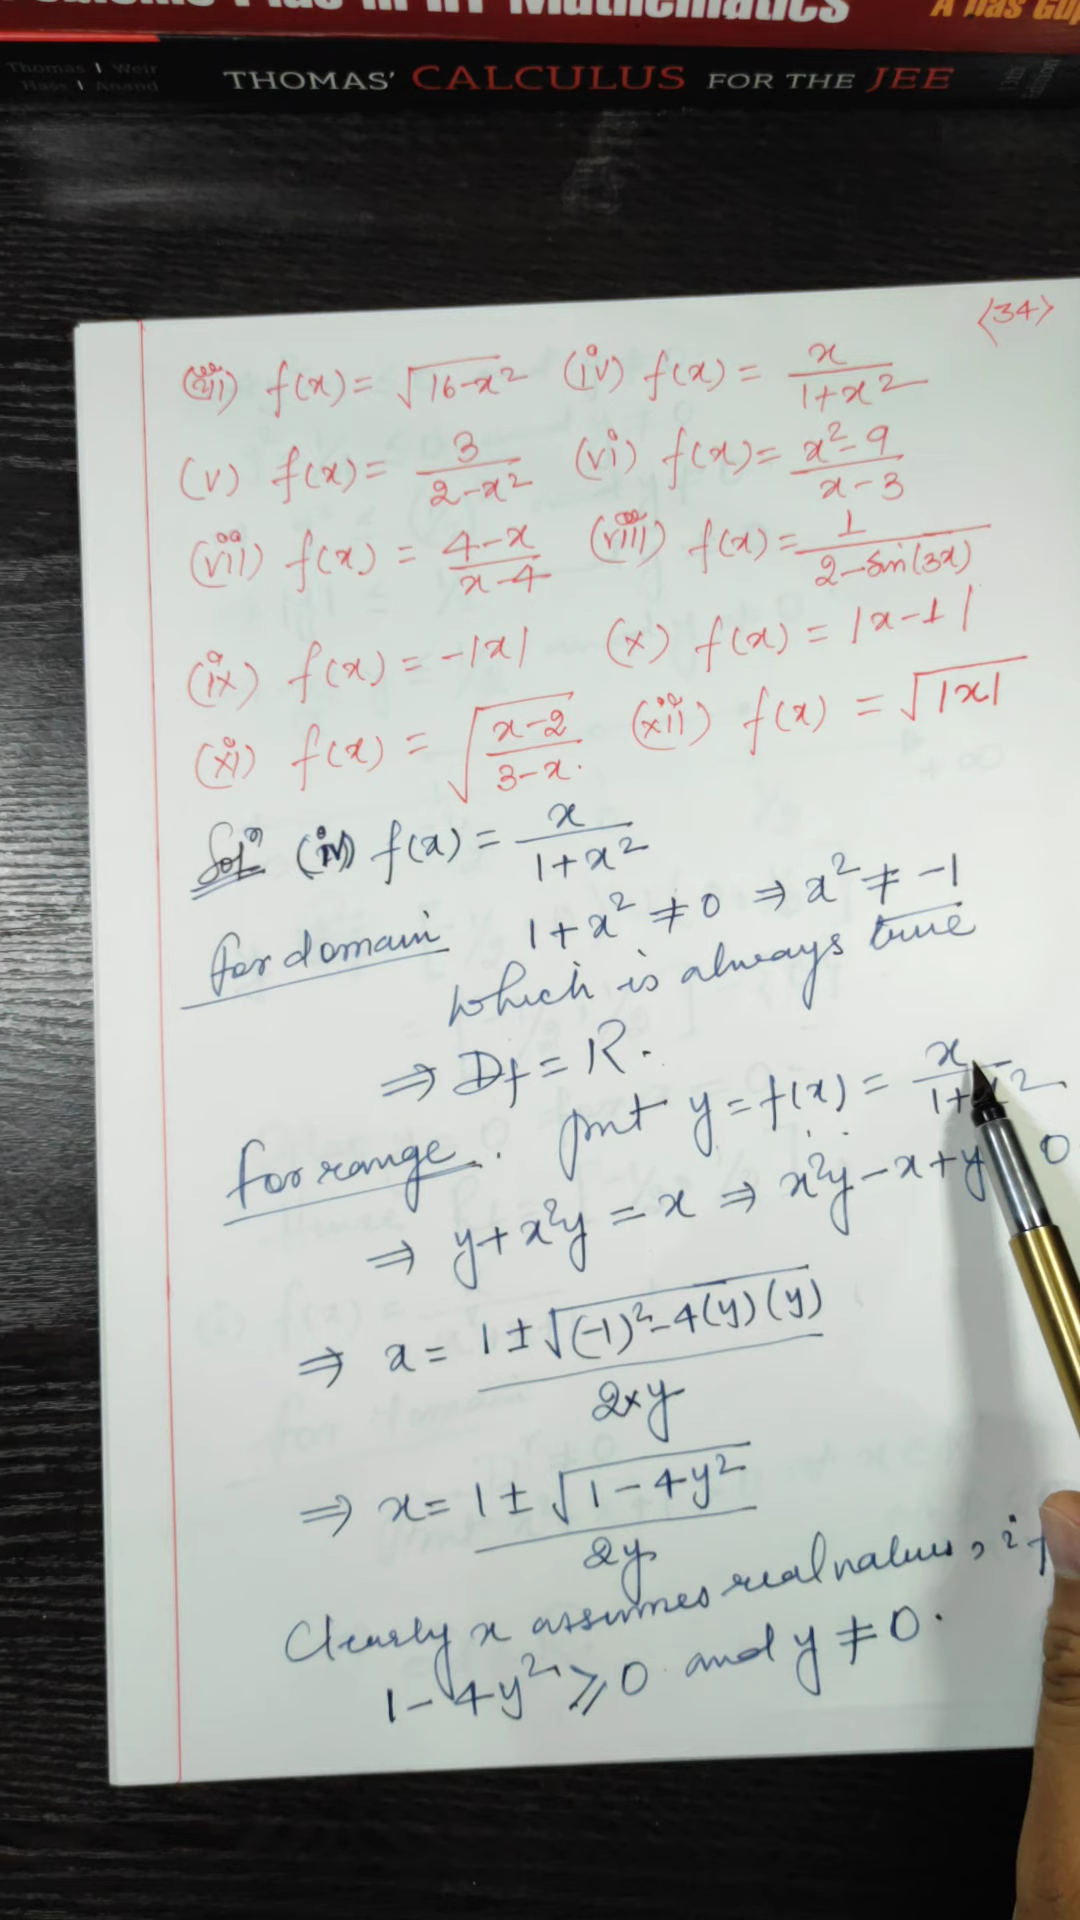 Mathematics
A Das Gup
Thomas | Weir
Hass | Anand
THOMAS' CALCULUS FOR THE JEE
<34>
(iii) f(x) = √(16-x²) (iv) f(x) = x/(1+x²)
(v) f(x) = 3/(2-x²) (vi) f(x) = (x²-9)/(x-3)
(vii) f(x) = (4-x)/(x-4) (viii) f(x) = 1/(2-sin(3x))
(ix) f(x) = -|x| (x) f(x) = |x-1|
(xi) f(x) = √((x-2)/(3-x)). (xii) f(x) = √|x|
Solⁿ (iv) f(x) = x/(1+x²)
for domain 1+x² ≠ 0 ⇒ x² ≠ -1
which is always true
⇒ Df = R.
for range. put y = f(x) = x/(1+x²)
⇒ y+x²y = x ⇒ x²y-x+y 0
⇒ x = (1±√((-1)²-4(y)(y)))/(2×y)
⇒ x = (1±√(1-4y²))/(2y)
Clearly x assumes real values, if
1-4y² ⩾ 0 and y ≠ 0.